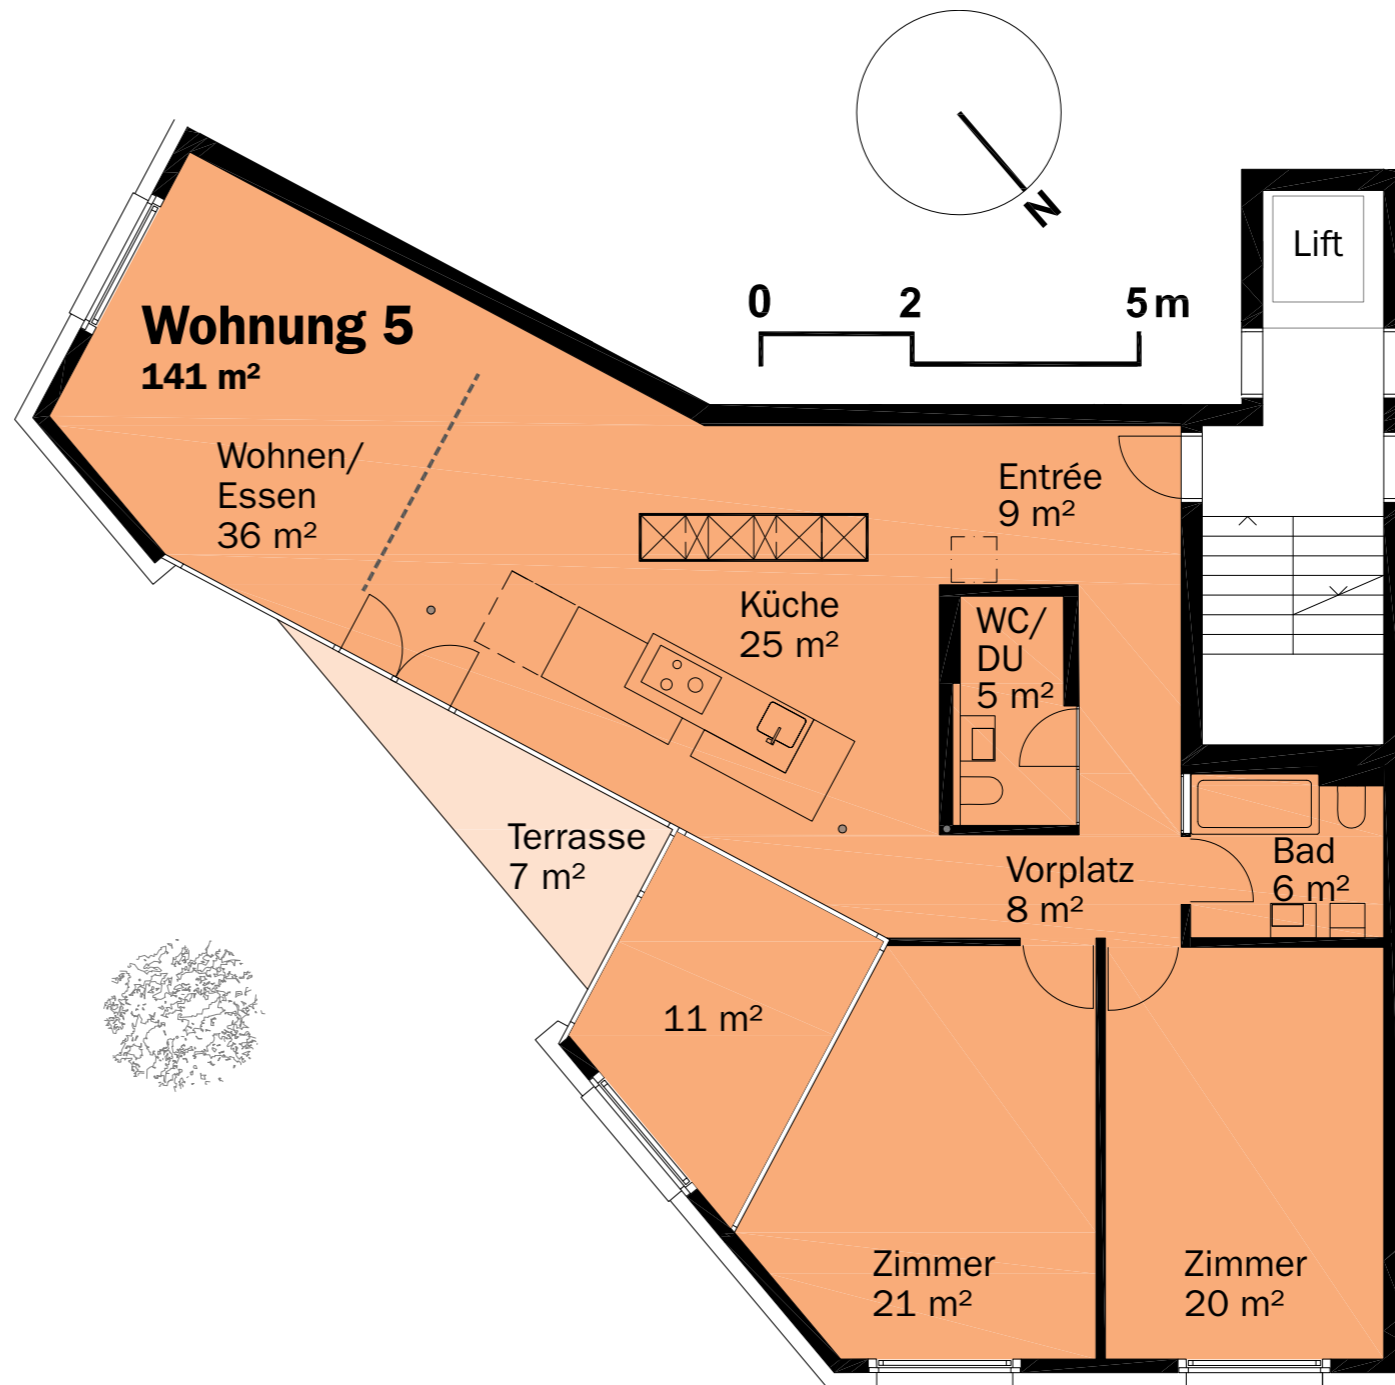 N
Lift
0 2 5 m
Wohnung 5
141 m²
Wohnen/
Essen
36 m²
Entrée
9 m²
Küche
25 m²
WC/
DU
5 m²
Terrasse
7 m²
Vorplatz
8 m²
Bad
6 m²
11 m²
Zimmer
21 m²
Zimmer
20 m²